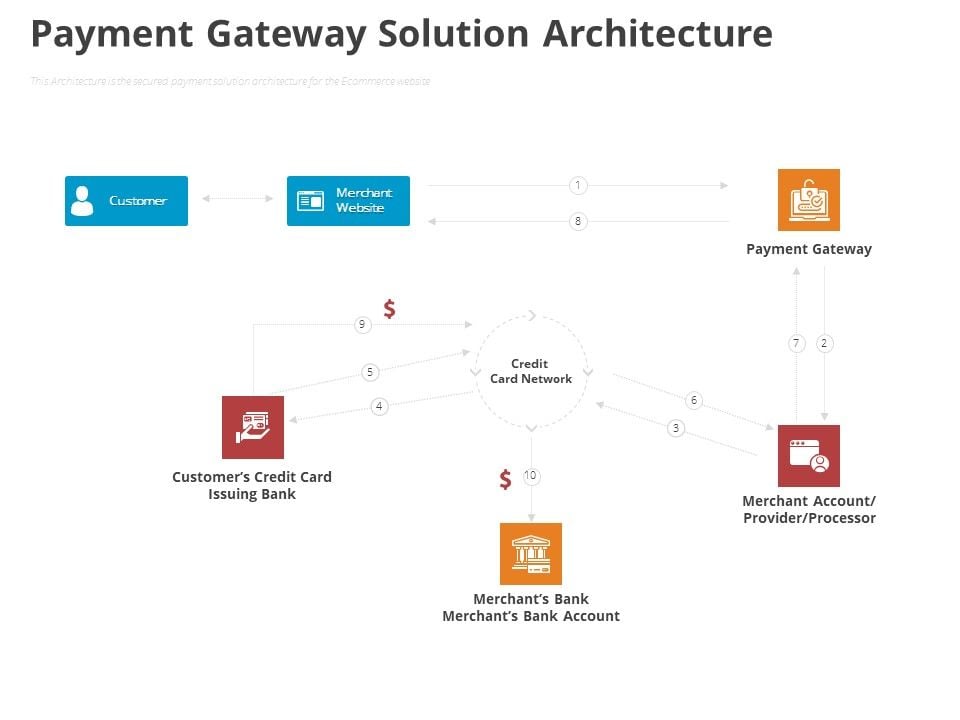 Payment Gateway Solution Architecture
This Architecture is the secured payment solution architecture for the Ecommerce website
Customer
Merchant
Website
1
8
Payment Gateway
$
9
Credit
Card Network
7
2
5
4
6
3
Customer’s Credit Card
Issuing Bank
$
10
Merchant Account/
Provider/Processor
Merchant’s Bank
Merchant’s Bank Account